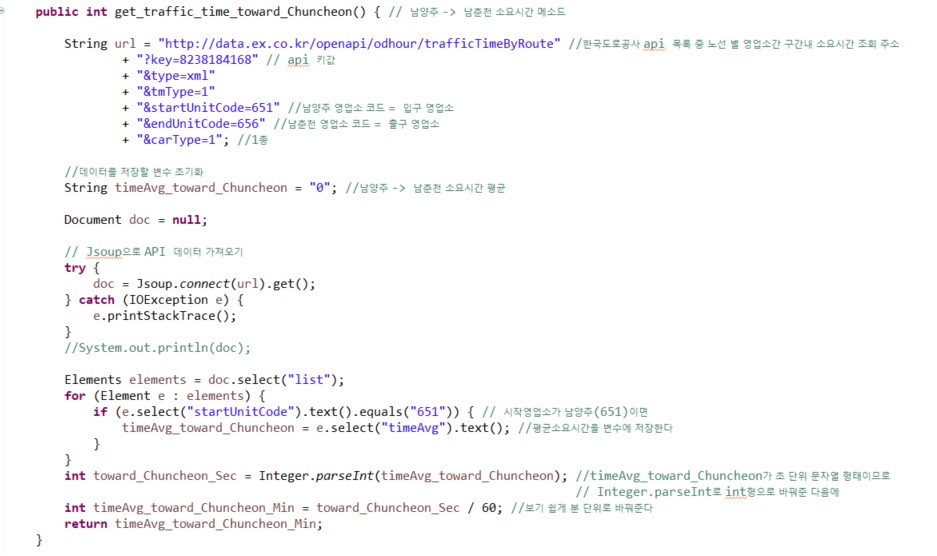 public int get_traffic_time_toward_Chuncheon() { // 남양주 -> 남춘천 소요시간 메소드
String url = "http://data.ex.co.kr/openapi/odhour/trafficTimeByRoute" //한국도로공사 api 목록 중 노선 별 영업소간 구간내 소요시간 조회 주소
+ "?key=8238184168" // api 키값
+ "&type=xml"
+ "&tmType=1"
+ "&startUnitCode=651" //남양주 영업소 코드 = 입구 영업소
+ "&endUnitCode=656" //남춘천 영업소 코드 = 출구 영업소
+ "&carType=1"; //1종
//데이터를 저장할 변수 초기화
String timeAvg_toward_Chuncheon = "0"; //남양주 -> 남춘천 소요시간 평균
Document doc = null;
// Jsoup으로 API 데이터 가져오기
try {
doc = Jsoup.connect(url).get();
} catch (IOException e) {
e.printStackTrace();
}
//System.out.println(doc);
Elements elements = doc.select("list");
for (Element e : elements) {
if (e.select("startUnitCode").text().equals("651")) { // 시작영업소가 남양주(651)이면
timeAvg_toward_Chuncheon = e.select("timeAvg").text(); //평균소요시간을 변수에 저장한다
}
}
int toward_Chuncheon_Sec = Integer.parseInt(timeAvg_toward_Chuncheon); //timeAvg_toward_Chuncheon가 초 단위 문자열 형태이므로
// Integer.parseInt로 int형으로 바꿔준 다음에
int timeAvg_toward_Chuncheon_Min = toward_Chuncheon_Sec / 60; //보기 쉽게 분 단위로 바꿔준다
return timeAvg_toward_Chuncheon_Min;
}